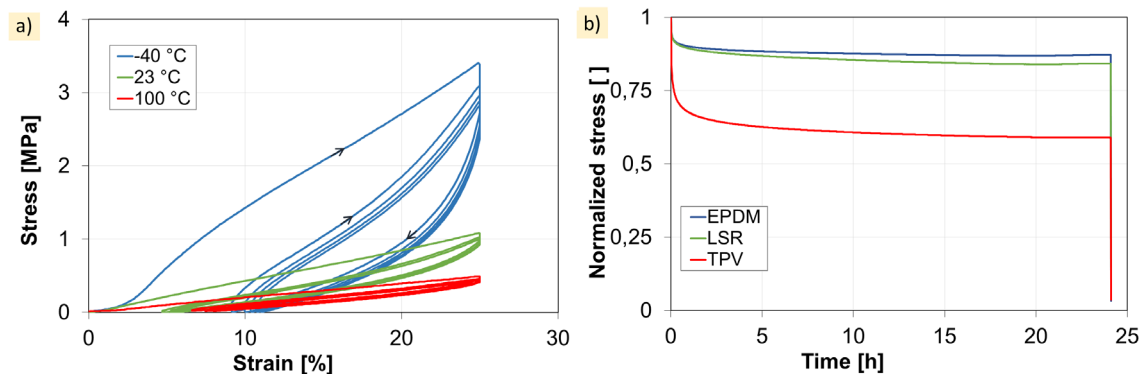 a)
4
3
2
1
0
Stress [MPa]
-40 °C
23 °C
100 °C
0
10
20
30
Strain [%]
b)
1
0,75
0,5
0,25
0
Normalized stress [ ]
EPDM
LSR
TPV
0
5
10
15
20
25
Time [h]